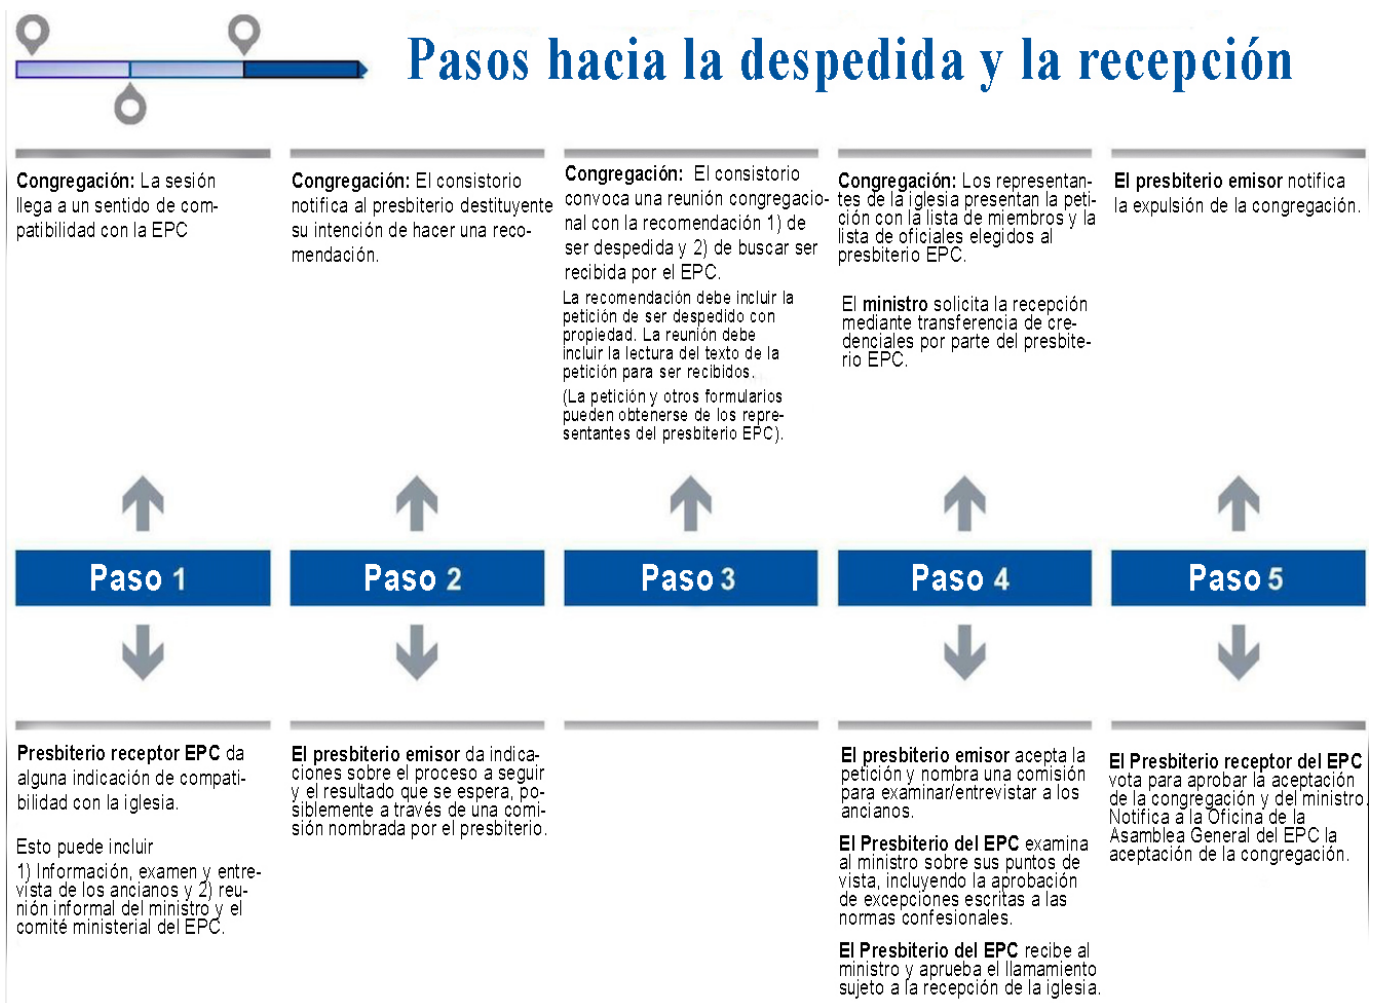 Pasos hacia la despedida y la recepción
Congregación: La sesión
llega a un sentido de com-
patibilidad con la EPC
Congregación: El consistorio
notifica al presbiterio destituyente
su intención de hacer una reco-
mendación.
Congregación: El consistorio
convoca una reunión congregacio-
nal con la recomendación 1) de
ser despedida y 2) de buscar ser
recibida por el EPC.
La recomendación debe incluir la
petición de ser despedido con
propiedad. La reunión debe
incluir la lectura del texto de la
petición para ser recibidos.
(La petición y otros formularios
pueden obtenerse de los repre-
sentantes del presbiterio EPC).
Congregación: Los representan-
tes de la iglesia presentan la peti-
ción con la lista de miembros y la
lista de oficiales elegidos al
presbiterio EPC.
El ministro solicita la recepción
mediante transferencia de cre-
denciales por parte del presbite-
rio EPC.
El presbiterio emisor notifica
la expulsión de la congregación.
Paso 1
Paso 2
Paso 3
Paso 4
Paso 5
Presbiterio receptor EPC da
alguna indicación de compati-
bilidad con la iglesia.
Esto puede incluir
1) Información, examen y entre-
vista de los ancianos y 2) reu-
nión informal del ministro y el
comité ministerial del EPC.
El presbiterio emisor da indica-
ciones sobre el proceso a seguir
y el resultado que se espera, po-
siblemente a través de una comi-
sión nombrada por el presbiterio.
El presbiterio emisor acepta la
petición y nombra una comisión
para examinar/entrevistar a los
ancianos.
El Presbiterio del EPC examina
al ministro sobre sus puntos de
vista, incluyendo la aprobación
de excepciones escritas a las
normas confesionales.
El Presbiterio del EPC recibe al
ministro y aprueba el llamamiento
sujeto a la recepción de la iglesia.
El Presbiterio receptor del EPC
vota para aprobar la aceptación
de la congregación y del ministro.
Notifica a la Oficina de la
Asamblea General del EPC la
aceptación de la congregación.